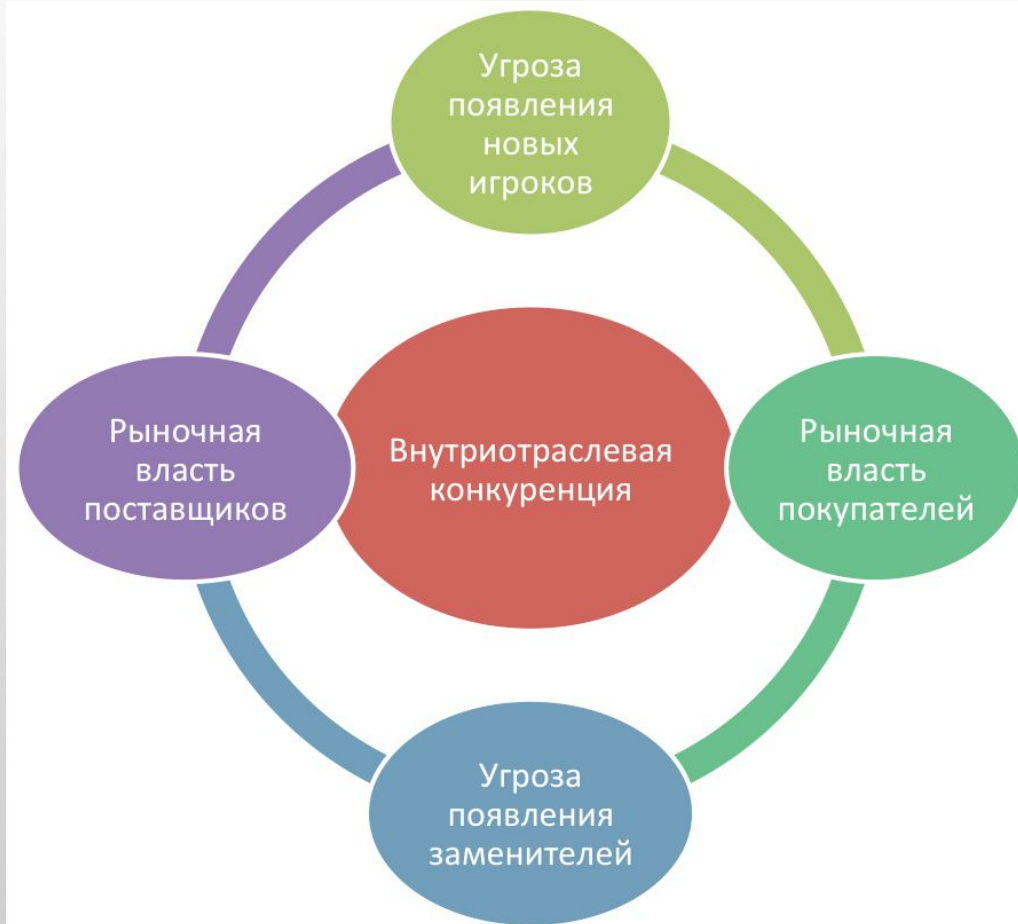 Угроза
появления
новых
игроков
Рыночная
власть
поставщиков
Внутриотраслевая
конкуренция
Рыночная
власть
покупателей
Угроза
появления
заменителей